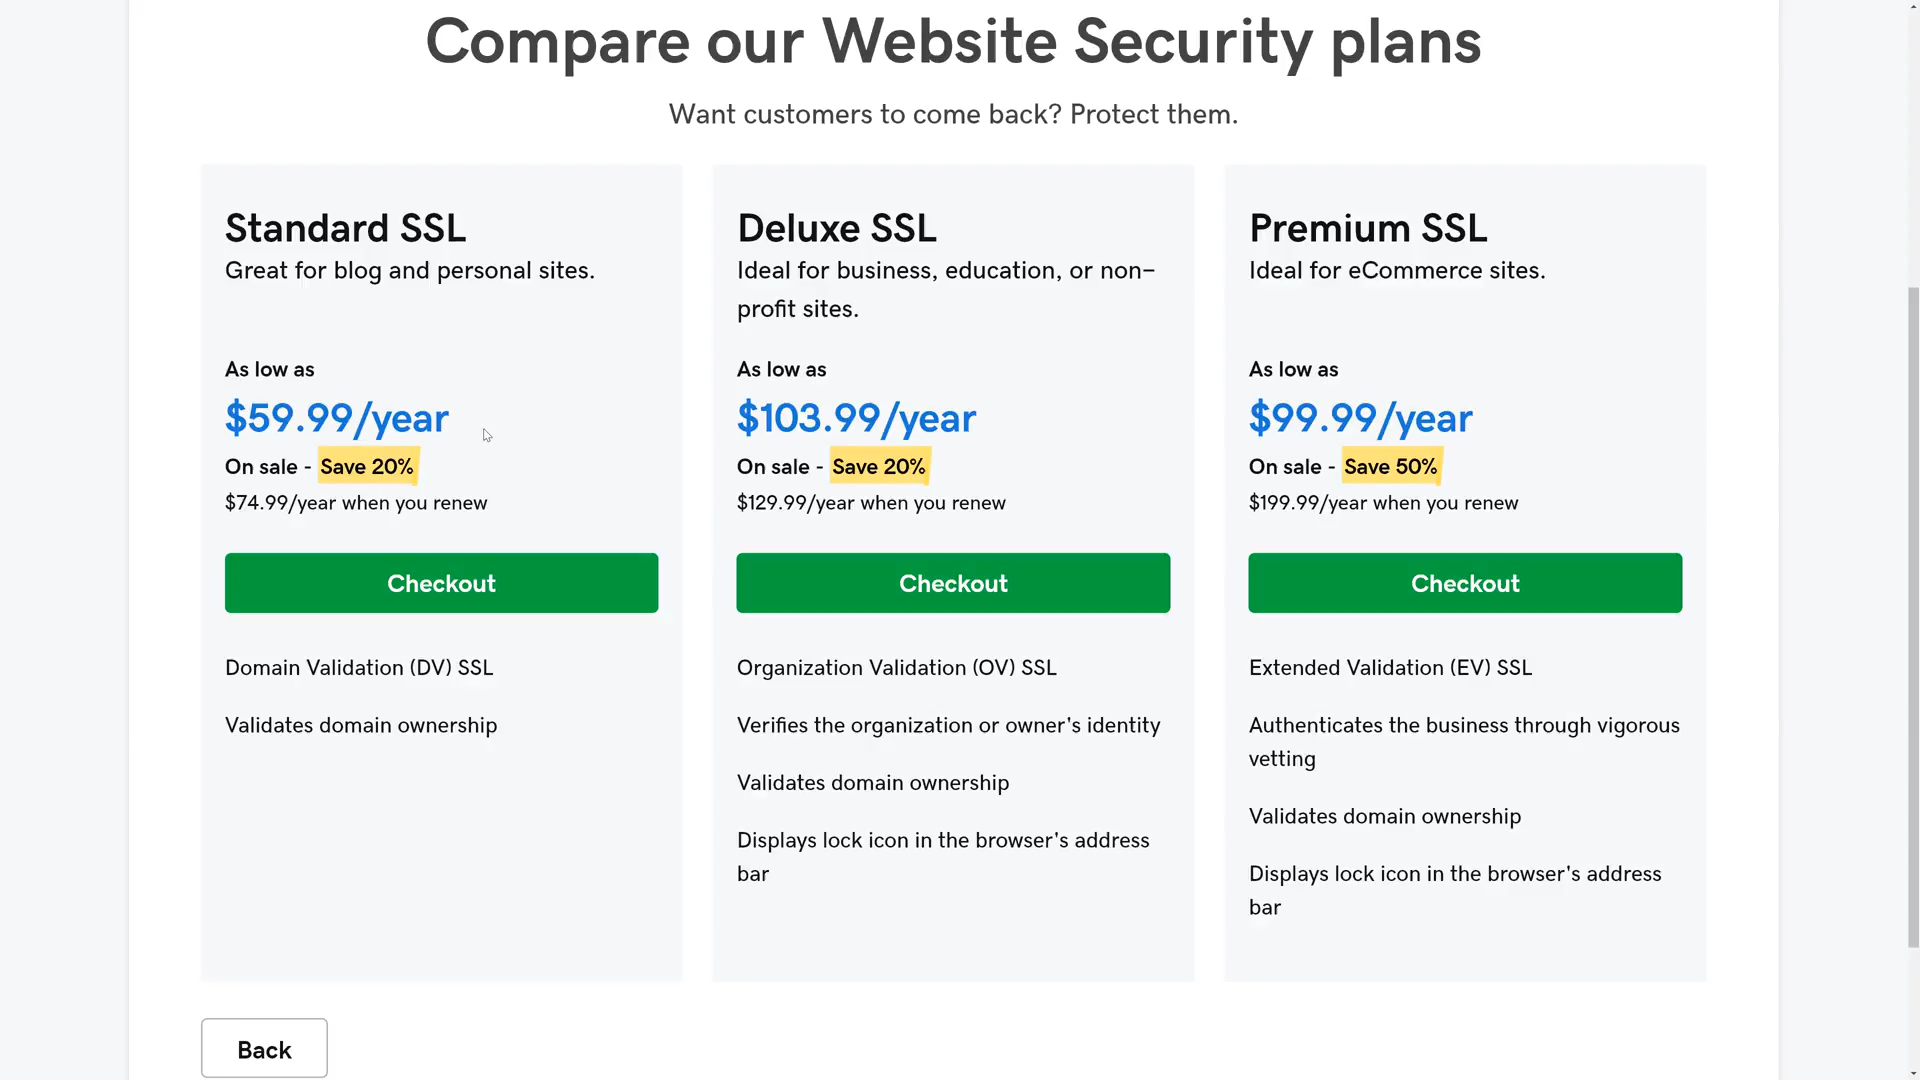 Compare our Website Security plans
Want customers to come back? Protect them.
Standard SSL
Great for blog and personal sites.
As low as
$59.99/year
On sale - Save 20%
$74.99/year when you renew
Checkout
Domain Validation (DV) SSL
Validates domain ownership
Deluxe SSL
Ideal for business, education, or non-
profit sites.
As low as
$103.99/year
On sale - Save 20%
$129.99/year when you renew
Checkout
Organization Validation (OV) SSL
Verifies the organization or owner's identity
Validates domain ownership
Displays lock icon in the browser's address
bar
Premium SSL
Ideal for eCommerce sites.
As low as
$99.99/year
On sale - Save 50%
$199.99/year when you renew
Checkout
Extended Validation (EV) SSL
Authenticates the business through vigorous
vetting
Validates domain ownership
Displays lock icon in the browser's address
bar
Back